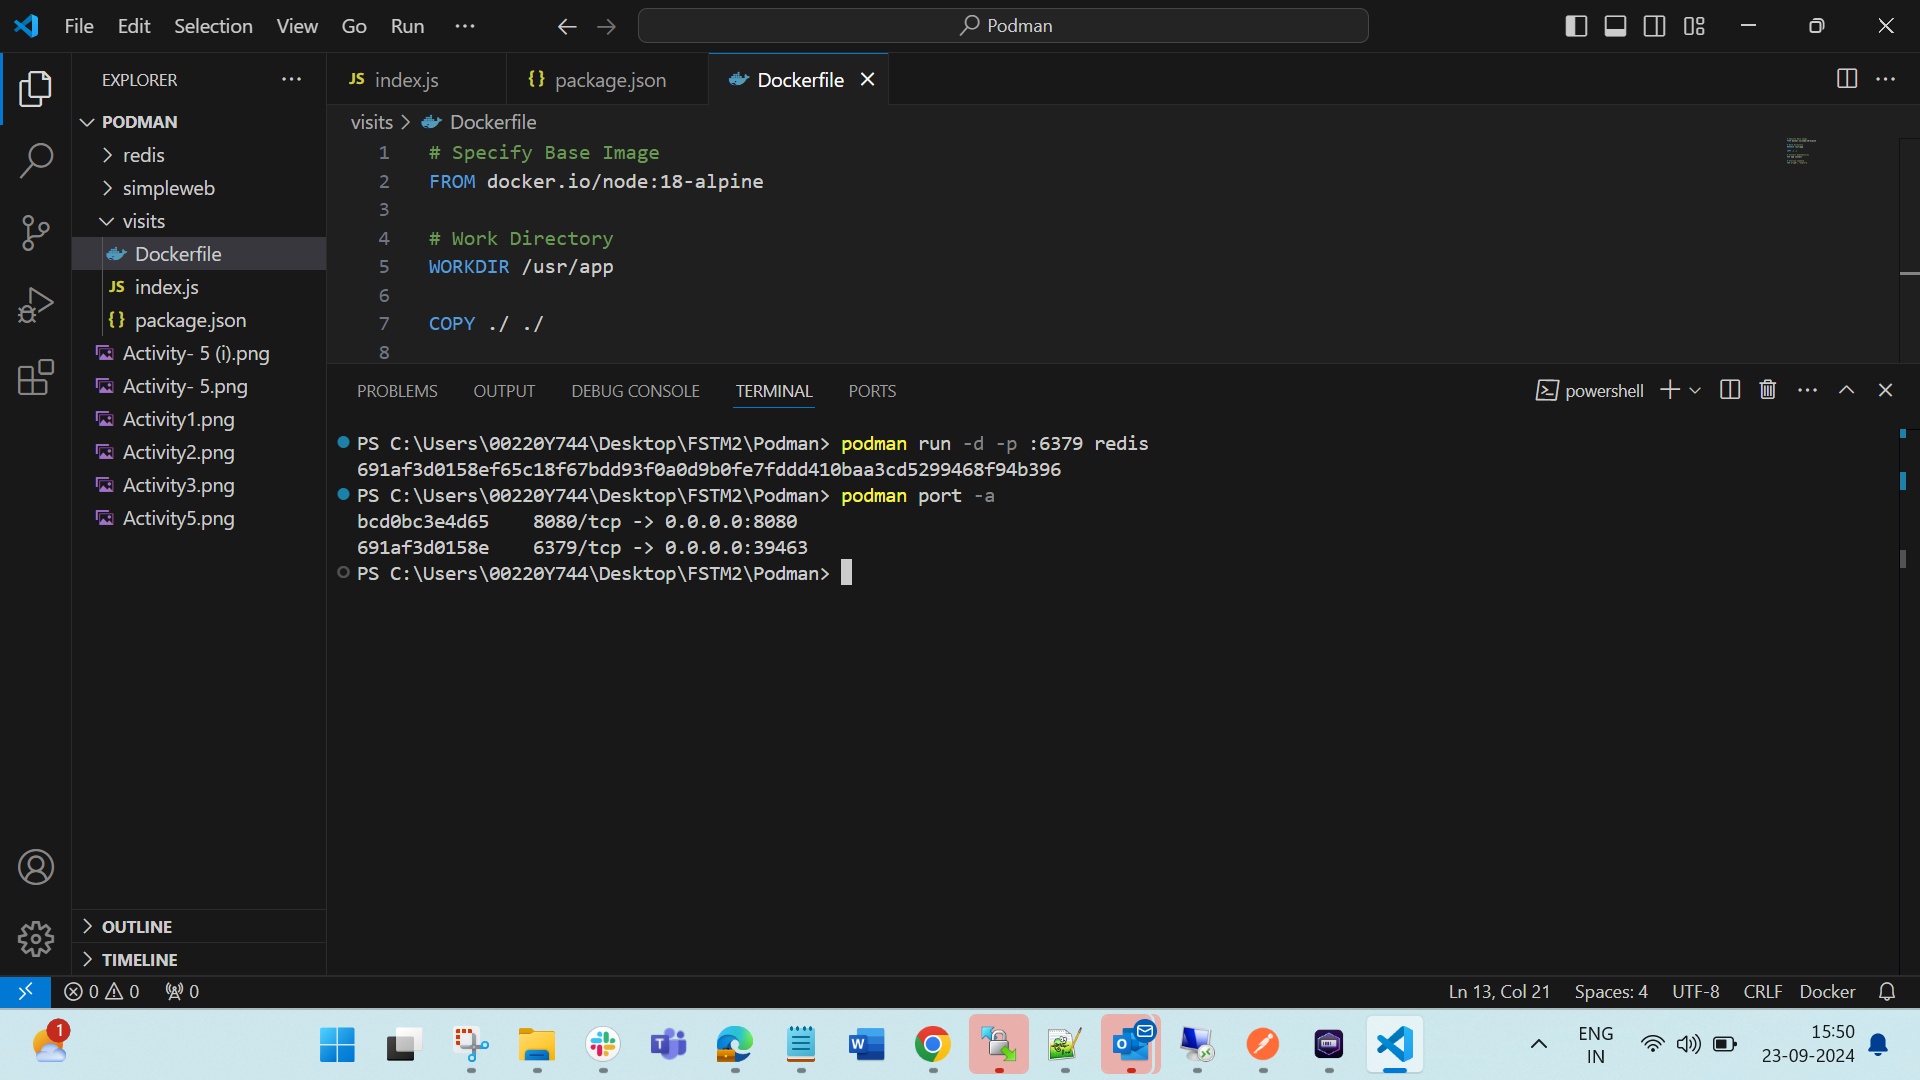 File Edit Selection View Go Run ···
Podman
EXPLORER ···
PODMAN
redis
simpleweb
visits
Dockerfile
JS index.js
{} package.json
Activity- 5 (i).png
Activity- 5.png
Activity1.png
Activity2.png
Activity3.png
Activity5.png
OUTLINE
TIMELINE
JS index.js
{} package.json
Dockerfile
visits > Dockerfile
1 # Specify Base Image
2 FROM docker.io/node:18-alpine
3
4 # Work Directory
5 WORKDIR /usr/app
6
7 COPY ./ ./
8
PROBLEMS OUTPUT DEBUG CONSOLE TERMINAL PORTS
powershell
PS C:\Users\00220Y744\Desktop\FSTM2\Podman> podman run -d -p :6379 redis
691af3d0158ef65c18f67bdd93f0a0d9b0fe7fddd410baa3cd5299468f94b396
PS C:\Users\00220Y744\Desktop\FSTM2\Podman> podman port -a
bcd0bc3e4d65    8080/tcp -> 0.0.0.0:8080
691af3d0158e    6379/tcp -> 0.0.0.0:39463
PS C:\Users\00220Y744\Desktop\FSTM2\Podman>
0 0 0
Ln 13, Col 21 Spaces: 4 UTF-8 CRLF Docker
1
ENG
IN
15:50
23-09-2024